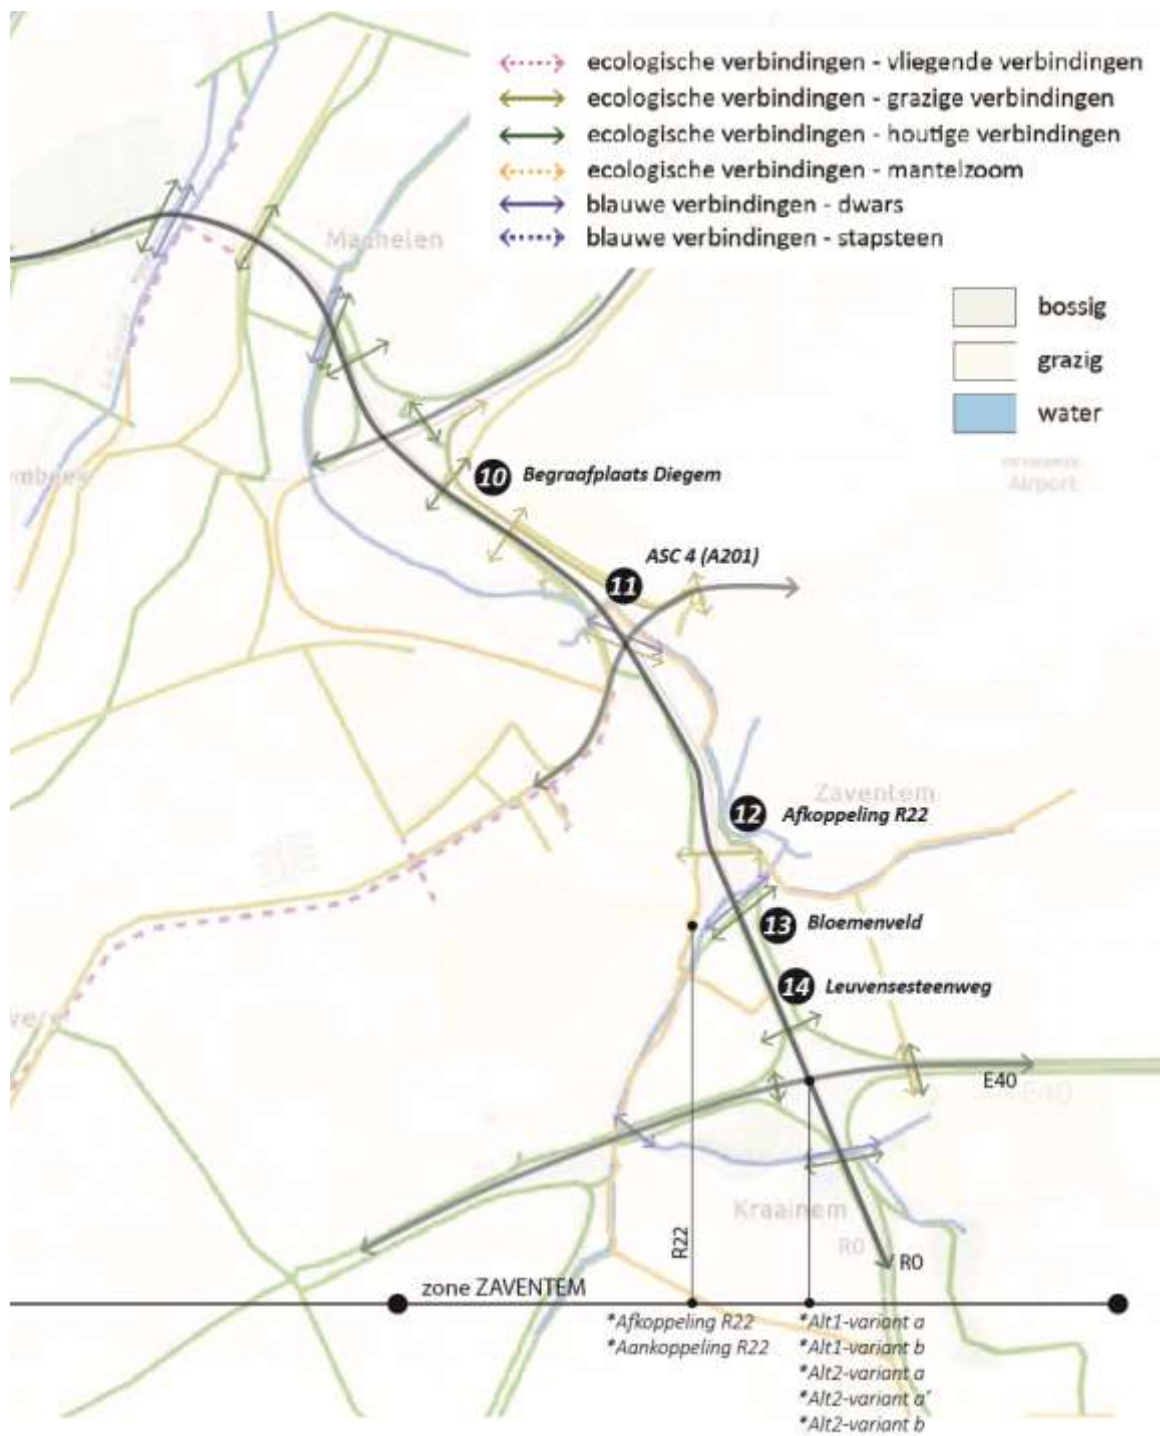 ecologische verbindingen - vliegende verbindingen
ecologische verbindingen - grazige verbindingen
ecologische verbindingen - houtige verbindingen
ecologische verbindingen - mantelzoom
blauwe verbindingen - dwars
blauwe verbindingen - stapsteen
Machelen
bossig
grazig
water
Airport
10 Begraafplaats Diegem
ASC 4 (A201)
11
Zaventem
12 Afkoppeling R22
13 Bloemenveld
14 Leuvensesteenweg
E40
E40
Kraainem
R0
R0
R22
zone ZAVENTEM
*Afkoppeling R22
*Aankoppeling R22
*Alt1-variant a
*Alt1-variant b
*Alt2-variant a
*Alt2-variant a'
*Alt2-variant b